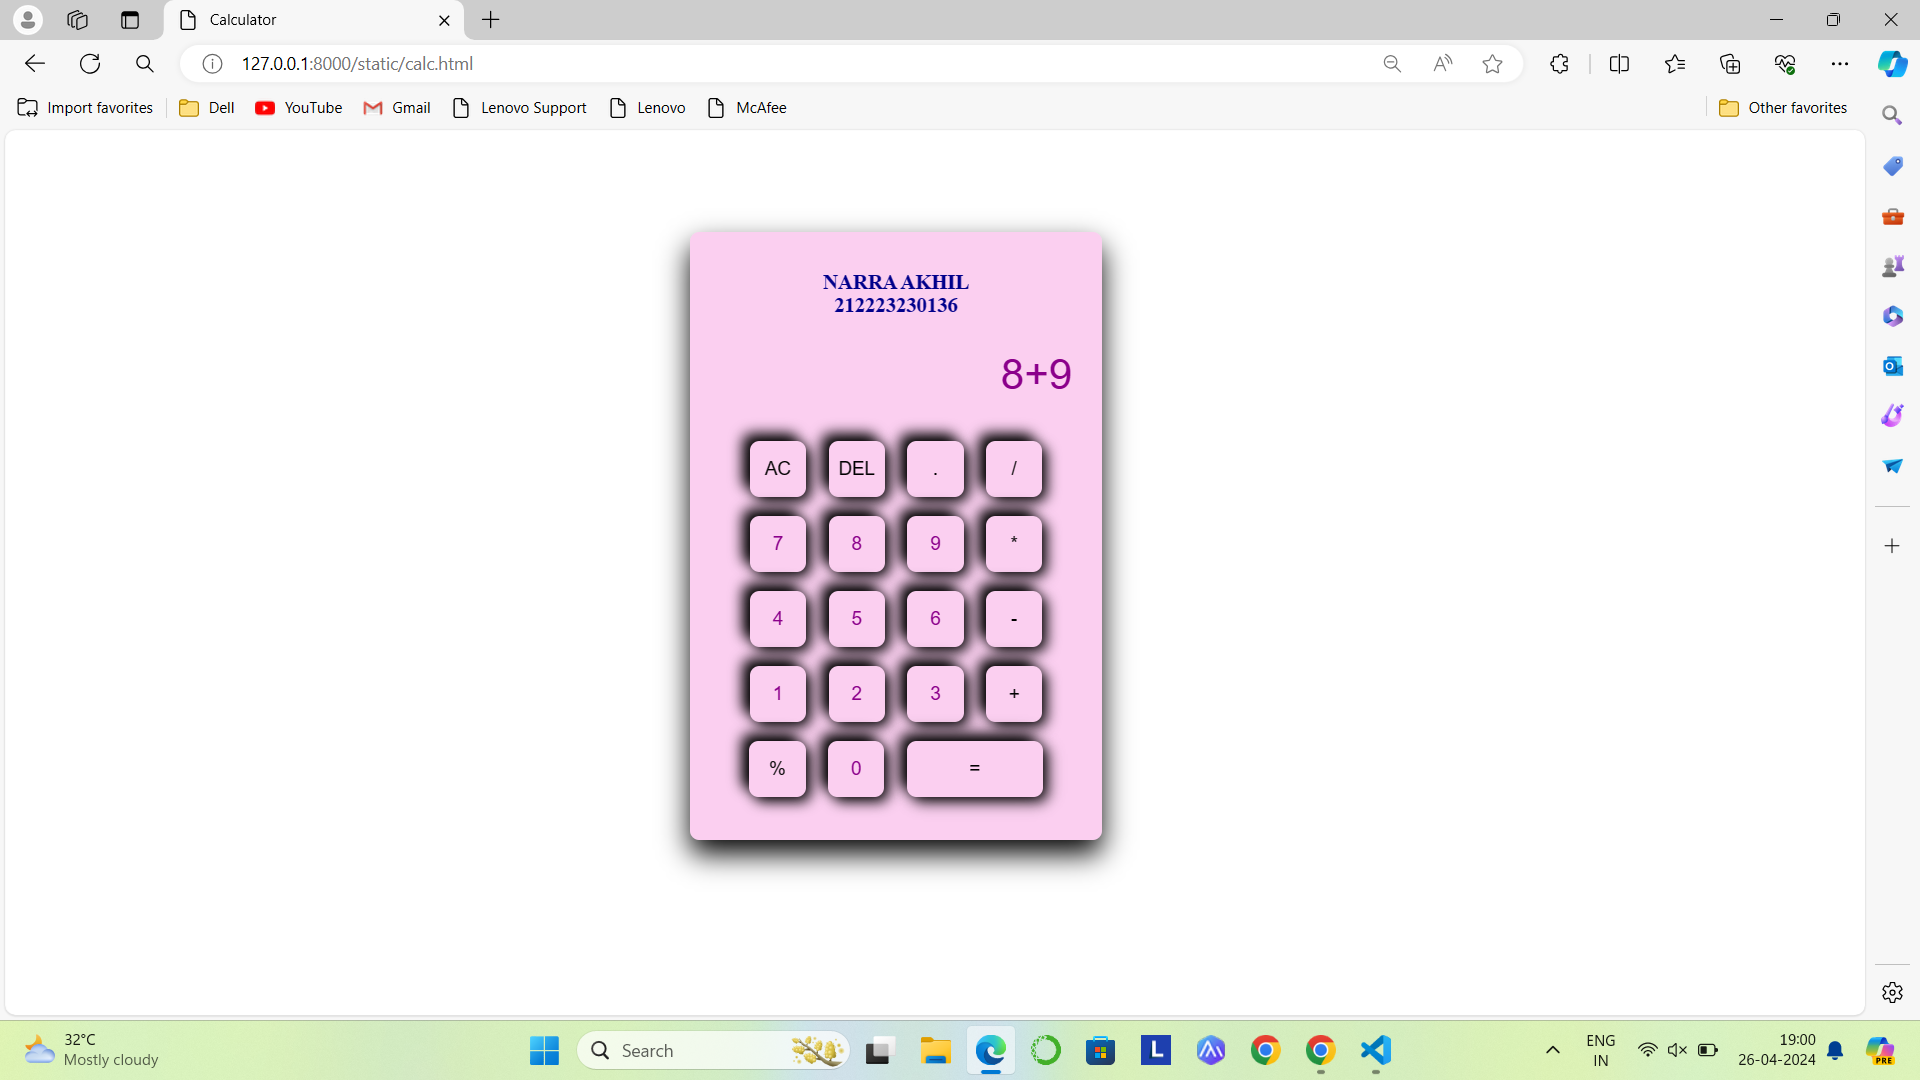 Calculator
127.0.0.1:8000/static/calc.html
Import favorites Dell YouTube Gmail Lenovo Support Lenovo McAfee Other favorites
NARRA AKHIL
212223230136
8+9
AC DEL . /
7 8 9 *
4 5 6 -
1 2 3 +
% 0 =
32°C
Mostly cloudy
Search
L
ENG
IN
19:00
26-04-2024
PRE